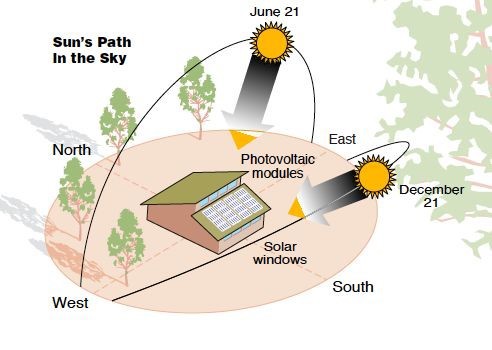 June 21
Sun's Path
In the Sky
North
East
Photovoltaic
modules
December
21
Solar
windows
South
West